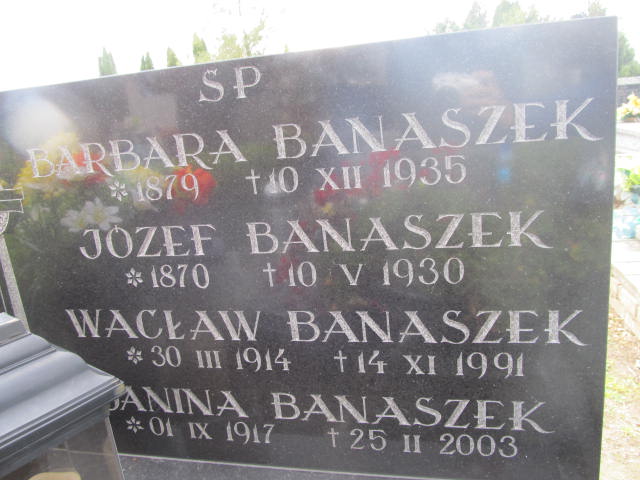 SP
BARBARA BANASZEK
* 1879 † 10 XII 1935
JÓZEF BANASZEK
* 1870 † 10 V 1930
WACŁAW BANASZEK
* 30 III 1914 † 14 XI 1991
JANINA BANASZEK
* 01 IX 1917 † 25 II 2003